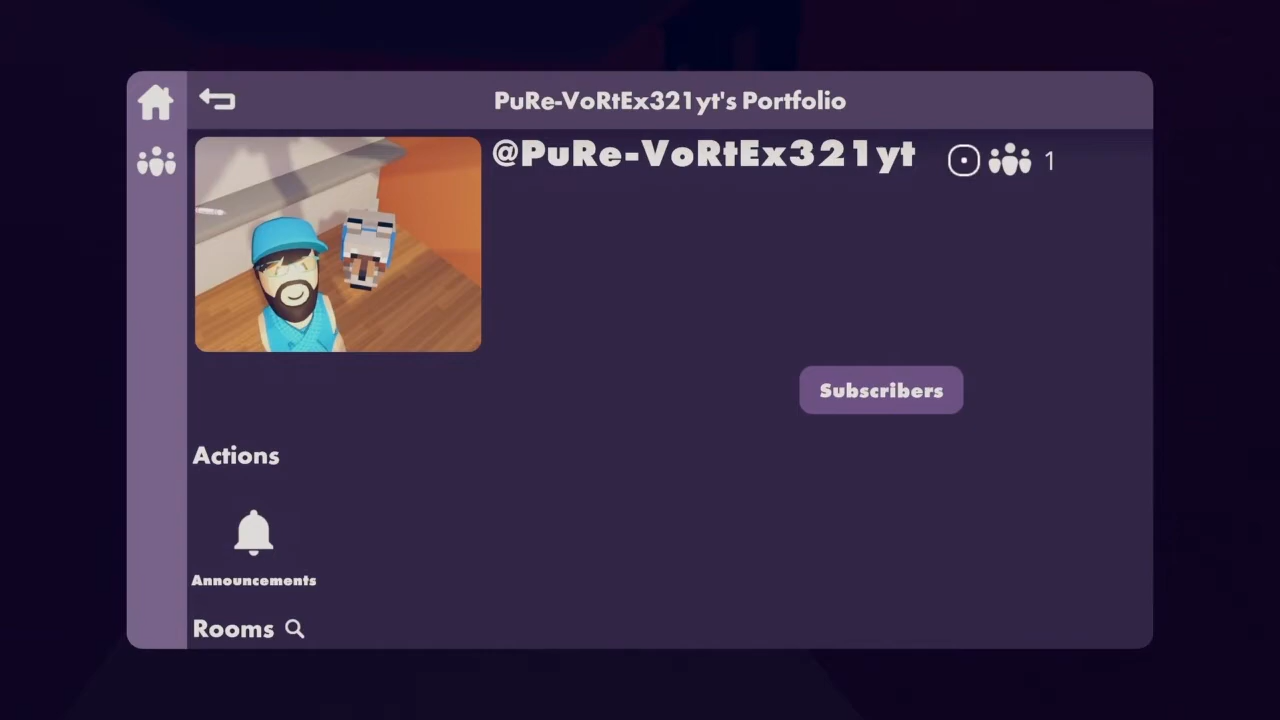 PuRe-VoRtEx321yt's Portfolio
@PuRe-VoRtEx321yt 1
Subscribers
Actions
Announcements
Rooms